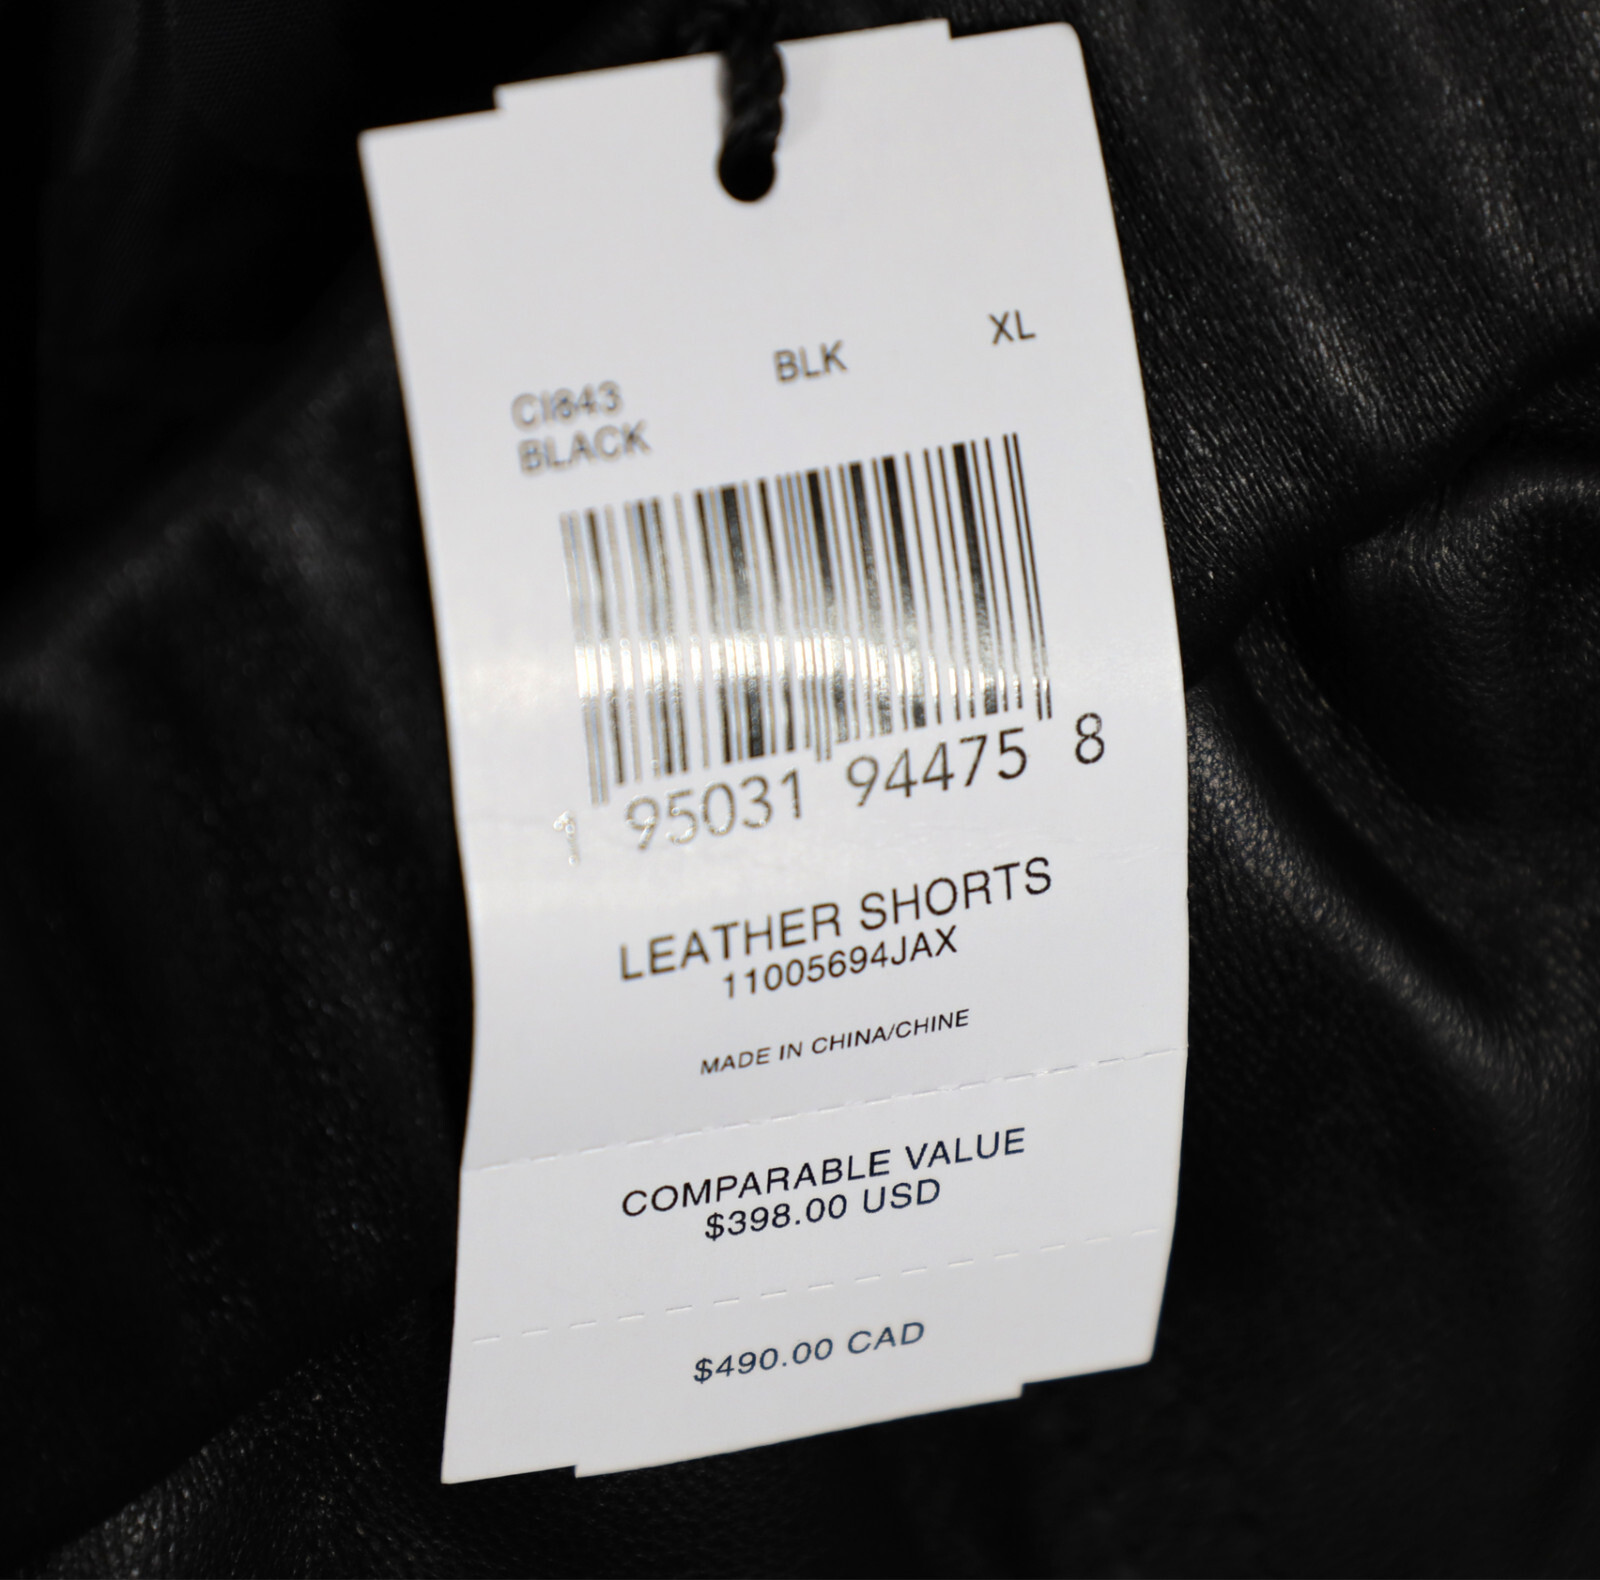 CI843 BLK XL
BLACK
1 95031 94475 8
LEATHER SHORTS
11005694JAX
MADE IN CHINA/CHINE
COMPARABLE VALUE
$398.00 USD
$490.00 CAD